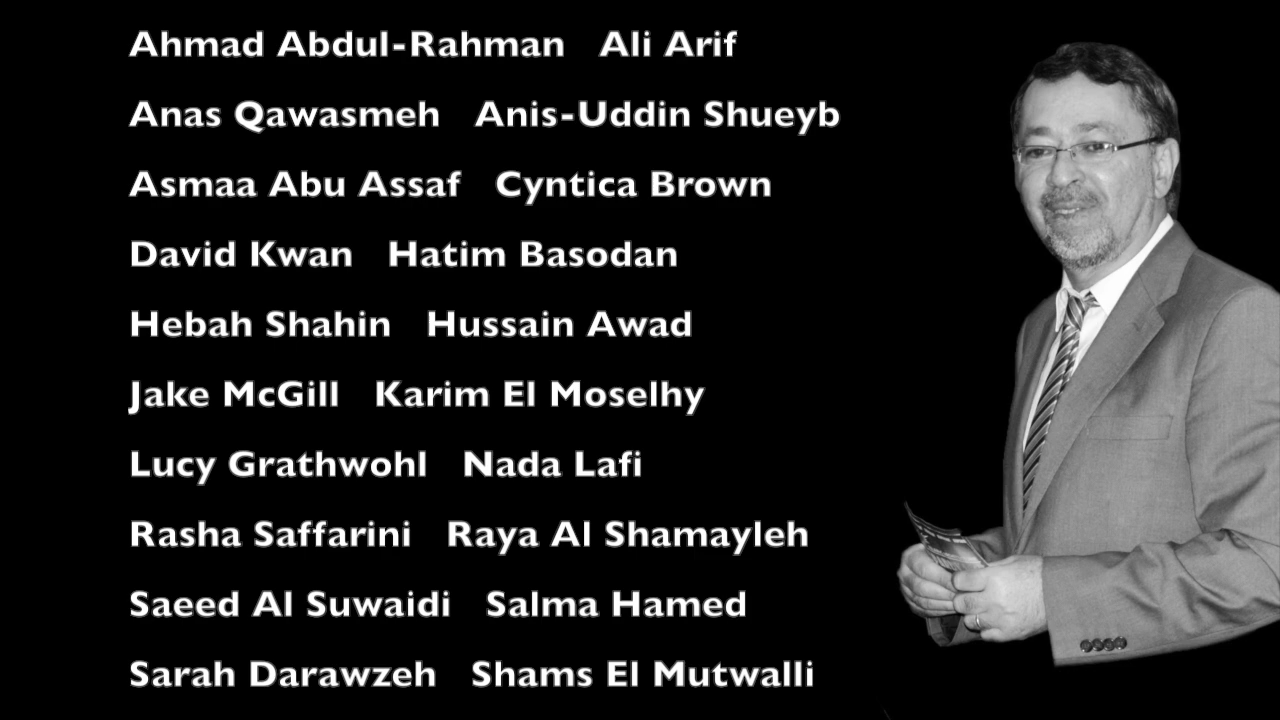 Ahmad Abdul-Rahman Ali Arif
Anas Qawasmeh Anis-Uddin Shueyb
Asmaa Abu Assaf Cyntica Brown
David Kwan Hatim Basodan
Hebah Shahin Hussain Awad
Jake McGill Karim El Moselhy
Lucy Grathwohl Nada Lafi
Rasha Saffarini Raya Al Shamayleh
Saeed Al Suwaidi Salma Hamed
Sarah Darawzeh Shams El Mutwalli